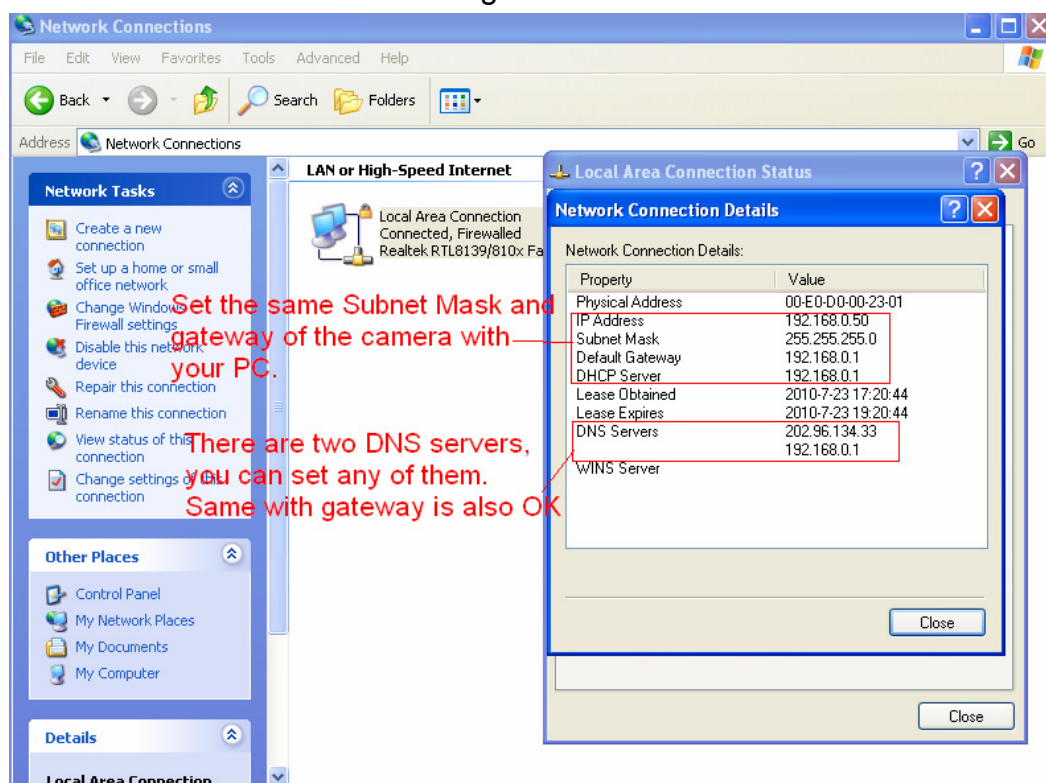 Network Connections
File Edit View Favorites Tools Advanced Help
Back Search Folders
Address Network Connections Go
Network Tasks
Create a new
connection
Set up a home or small
office network
Change Windows
Firewall settings
Disable this network
device
Repair this connection
Rename this connection
View status of this
connection
Change settings of this
connection
Other Places
Control Panel
My Network Places
My Documents
My Computer
Details
Local Area Connection
LAN or High-Speed Internet
Local Area Connection
Connected, Firewalled
Realtek RTL8139/810x Fa
Set the same Subnet Mask and
gateway of the camera with
your PC.
There are two DNS servers,
you can set any of them.
Same with gateway is also OK
Local Area Connection Status
Network Connection Details
Network Connection Details:
Property Value
Physical Address 00-E0-D0-00-23-01
IP Address 192.168.0.50
Subnet Mask 255.255.255.0
Default Gateway 192.168.0.1
DHCP Server 192.168.0.1
Lease Obtained 2010-7-23 17:20:44
Lease Expires 2010-7-23 19:20:44
DNS Servers 202.96.134.33
192.168.0.1
WINS Server
Close
Close